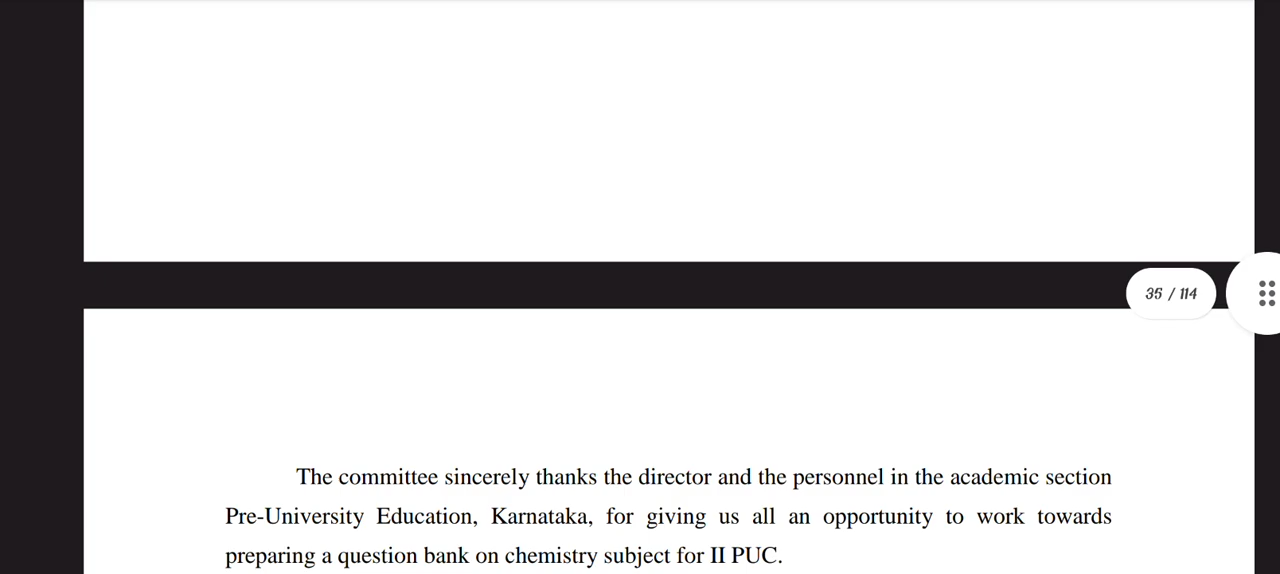 35 / 114
The committee sincerely thanks the director and the personnel in the academic section
Pre-University Education, Karnataka, for giving us all an opportunity to work towards
preparing a question bank on chemistry subject for II PUC.